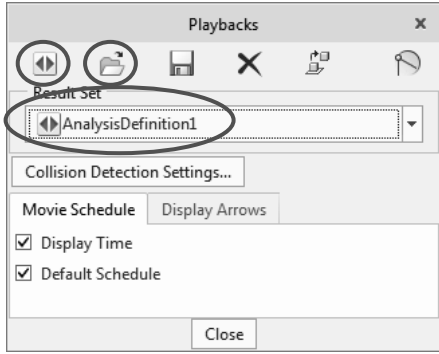 Playbacks
Result Set
AnalysisDefinition1
Collision Detection Settings...
Movie Schedule Display Arrows
Display Time
Default Schedule
Close